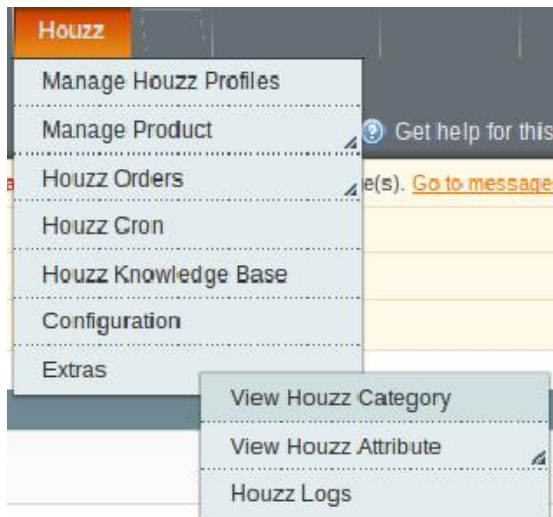 Houzz
Manage Houzz Profiles
Manage Product
Get help for this
Houzz Orders
e(s). Go to message
Houzz Cron
Houzz Knowledge Base
Configuration
Extras
View Houzz Category
View Houzz Attribute
Houzz Logs